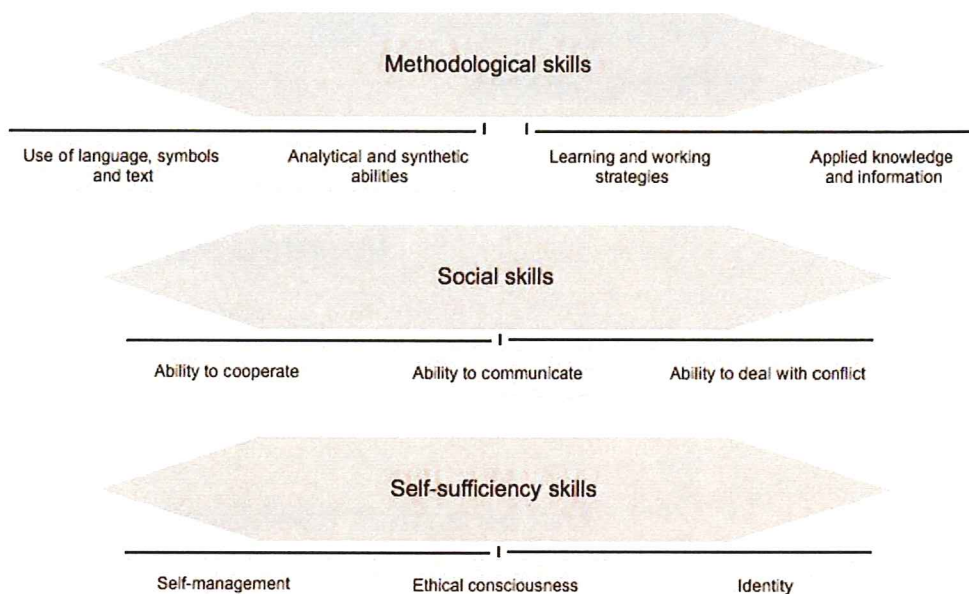 Methodological skills
Use of language, symbols
and text
Analytical and synthetic
abilities
Learning and working
strategies
Applied knowledge
and information
Social skills
Ability to cooperate
Ability to communicate
Ability to deal with conflict
Self-sufficiency skills
Self-management
Ethical consciousness
Identity